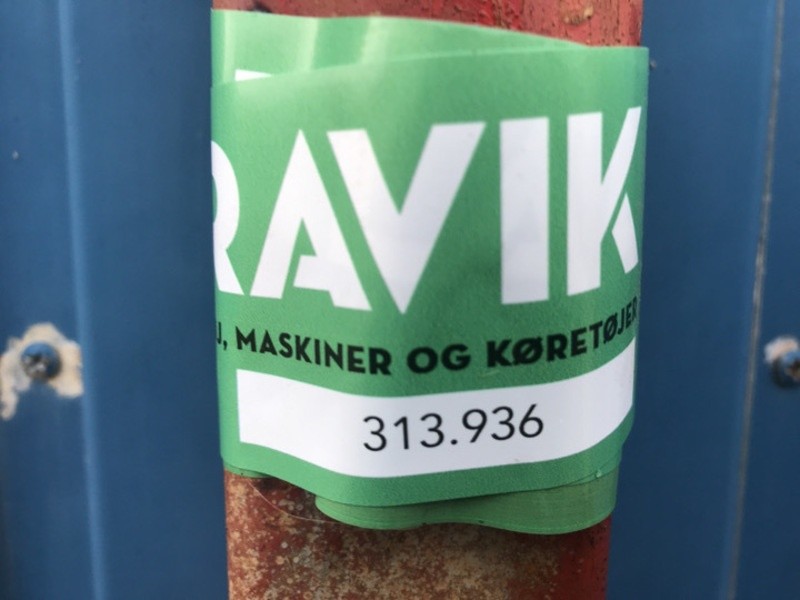 RAVIK
J, MASKINER OG KØRETØJER
313.936